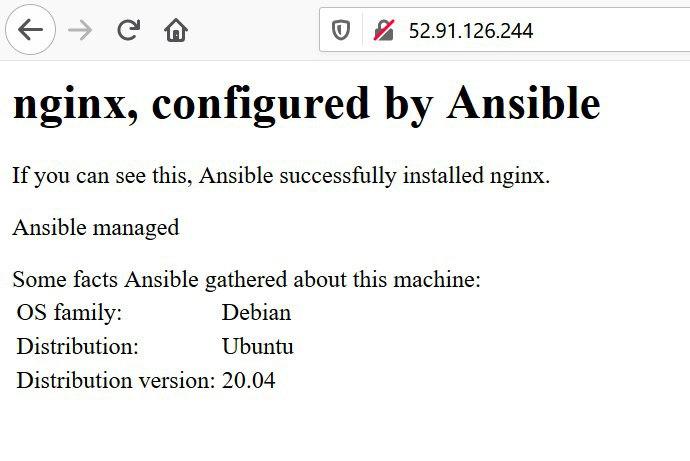 52.91.126.244
nginx, configured by Ansible
If you can see this, Ansible successfully installed nginx.
Ansible managed
Some facts Ansible gathered about this machine:
OS family: Debian
Distribution: Ubuntu
Distribution version: 20.04